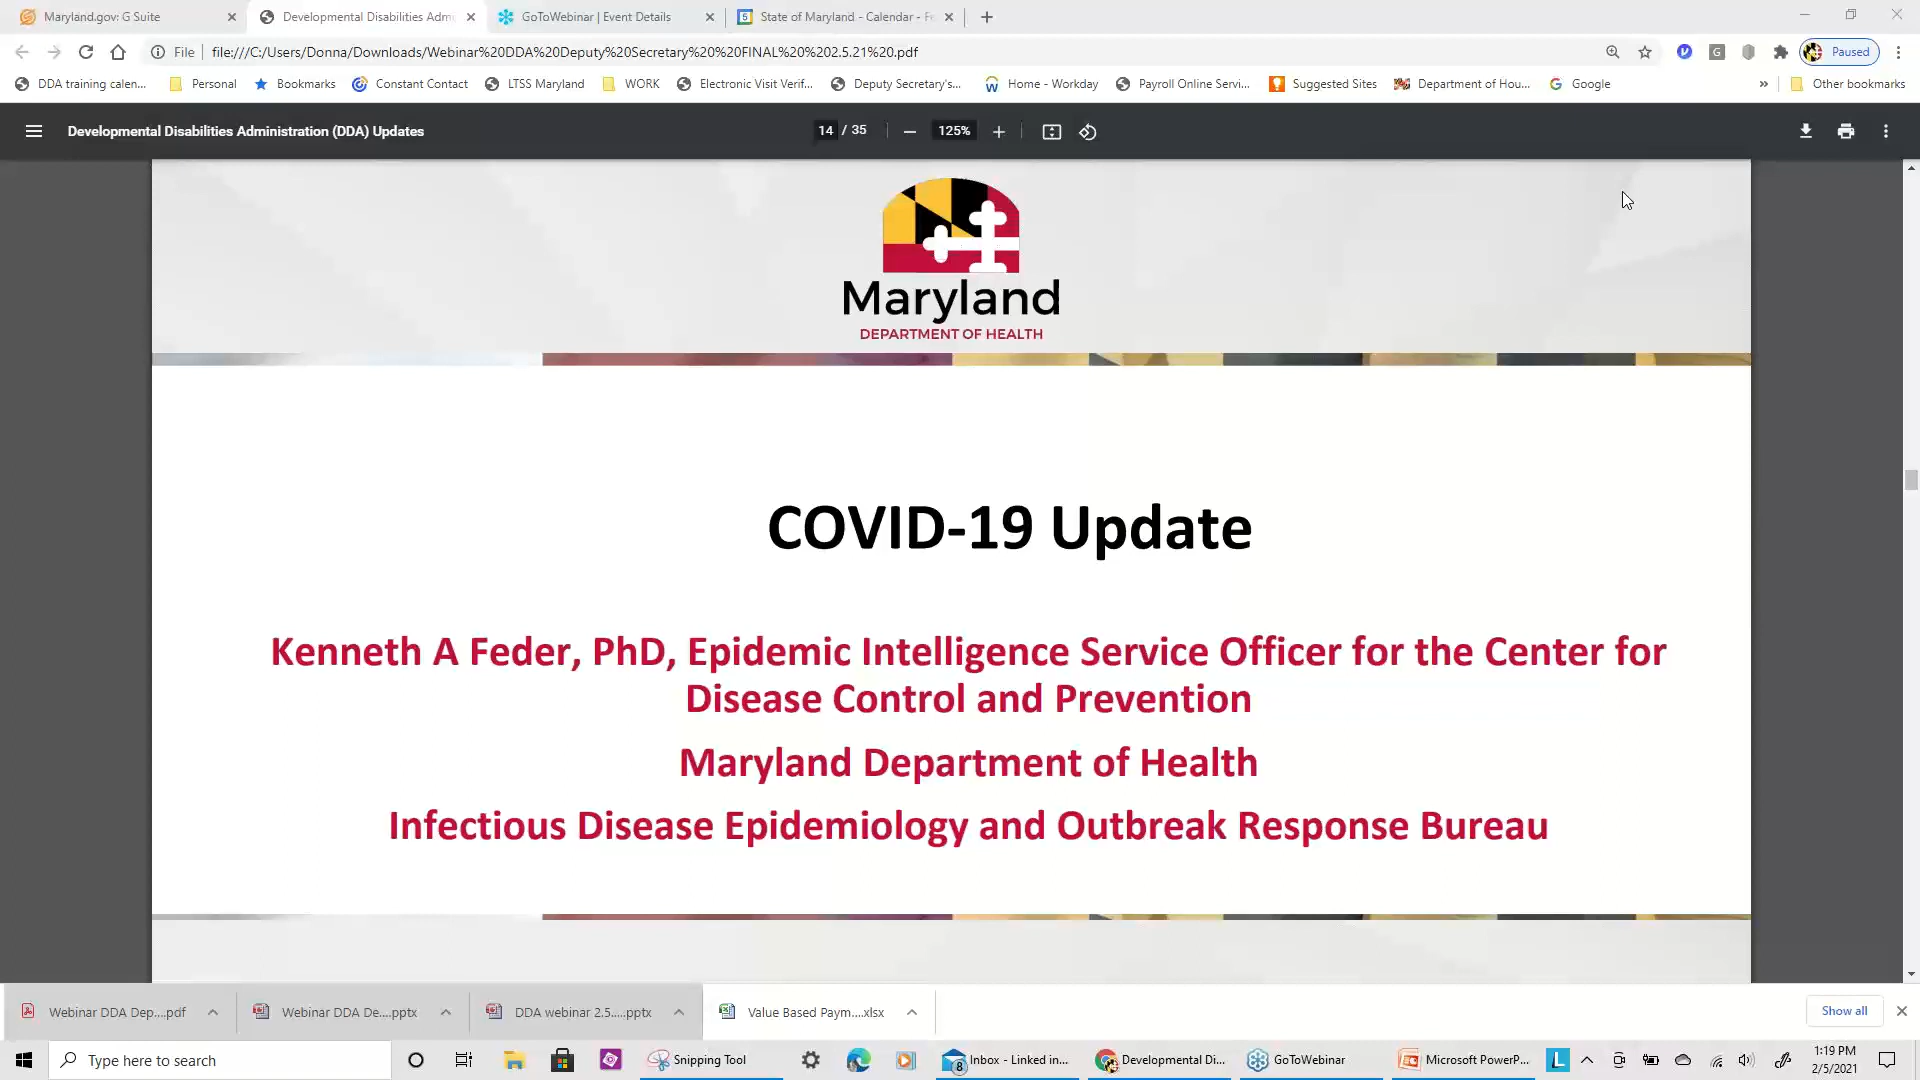 Maryland.gov: G Suite
Developmental Disabilities Adm
GoToWebinar | Event Details
State of Maryland - Calendar - Fe
File
file:///C:/Users/Donna/Downloads/Webinar%20DDA%20Deputy%20Secretary%20%20FINAL%20%202.5.21%20.pdf
Paused
DDA training calen...
Personal
Bookmarks
Constant Contact
LTSS Maryland
WORK
Electronic Visit Verif...
Deputy Secretary's...
Home - Workday
Payroll Online Servi...
Suggested Sites
Department of Hou...
Google
»
Other bookmarks
Developmental Disabilities Administration (DDA) Updates
14 / 35
125%
Maryland
DEPARTMENT OF HEALTH
COVID-19 Update
Kenneth A Feder, PhD, Epidemic Intelligence Service Officer for the Center for
Disease Control and Prevention
Maryland Department of Health
Infectious Disease Epidemiology and Outbreak Response Bureau
Webinar DDA Dep....pdf
Webinar DDA De....pptx
DDA webinar 2.5.....pptx
Value Based Paym....xlsx
Show all
Type here to search
Snipping Tool
8
Inbox - Linked in...
Developmental Di...
GoToWebinar
Microsoft PowerP...
L
1:19 PM
2/5/2021